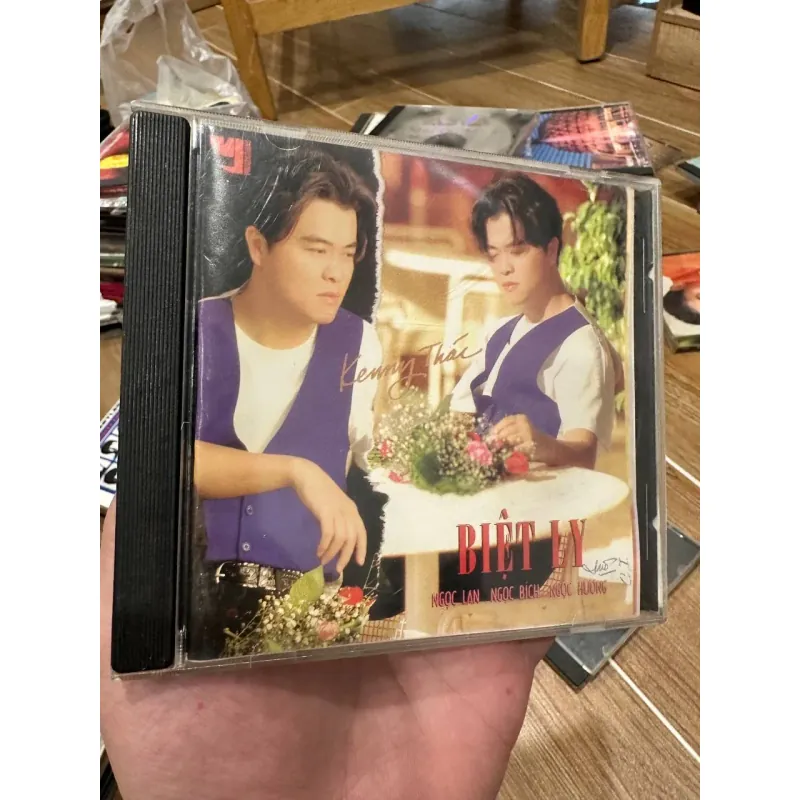 Kenny Thái
BIỆT LY
NGỌC LAN NGỌC BÍCH NGỌC HƯƠNG